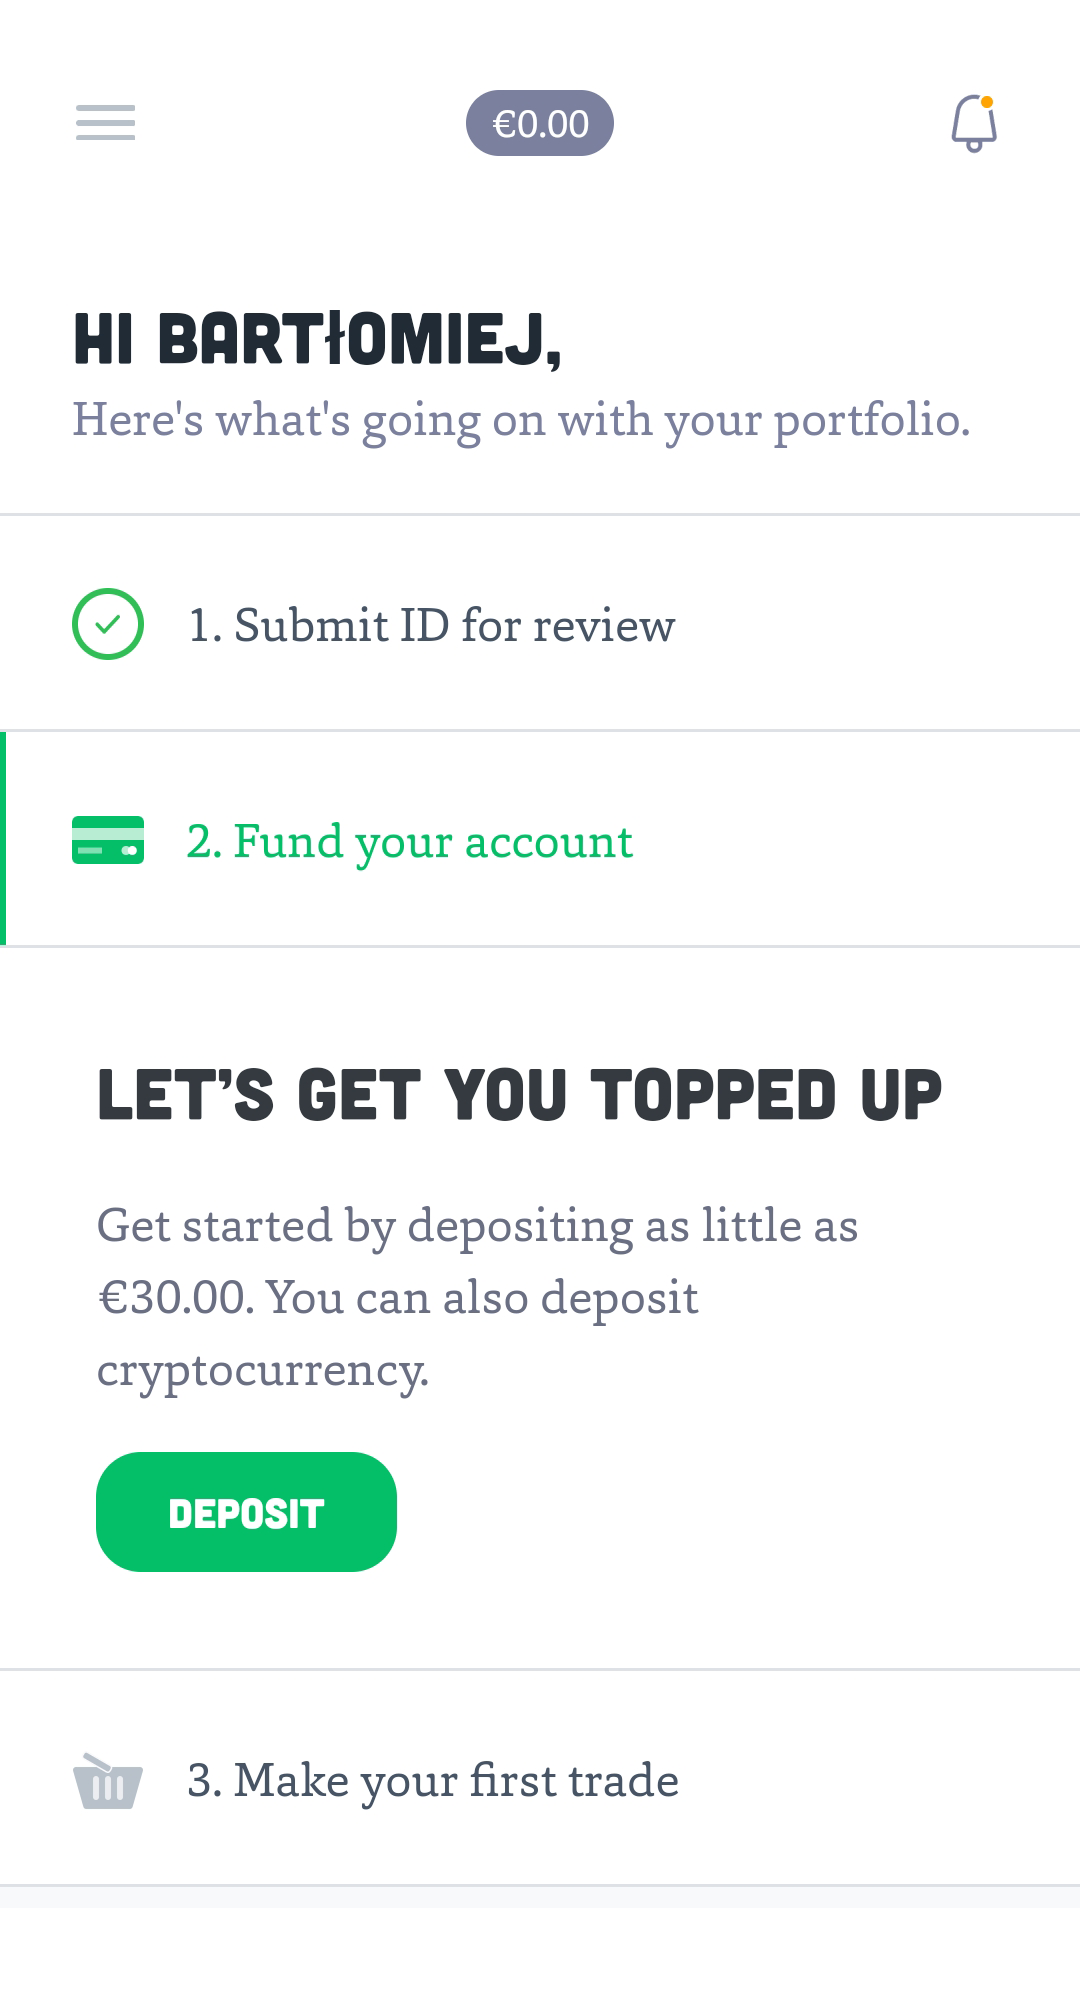 €0.00
HI BARTłOMIEJ,
Here's what's going on with your portfolio.
1. Submit ID for review
2. Fund your account
LET’S GET YOU TOPPED UP
Get started by depositing as little as
€30.00. You can also deposit
cryptocurrency.
DEPOSIT
3. Make your first trade